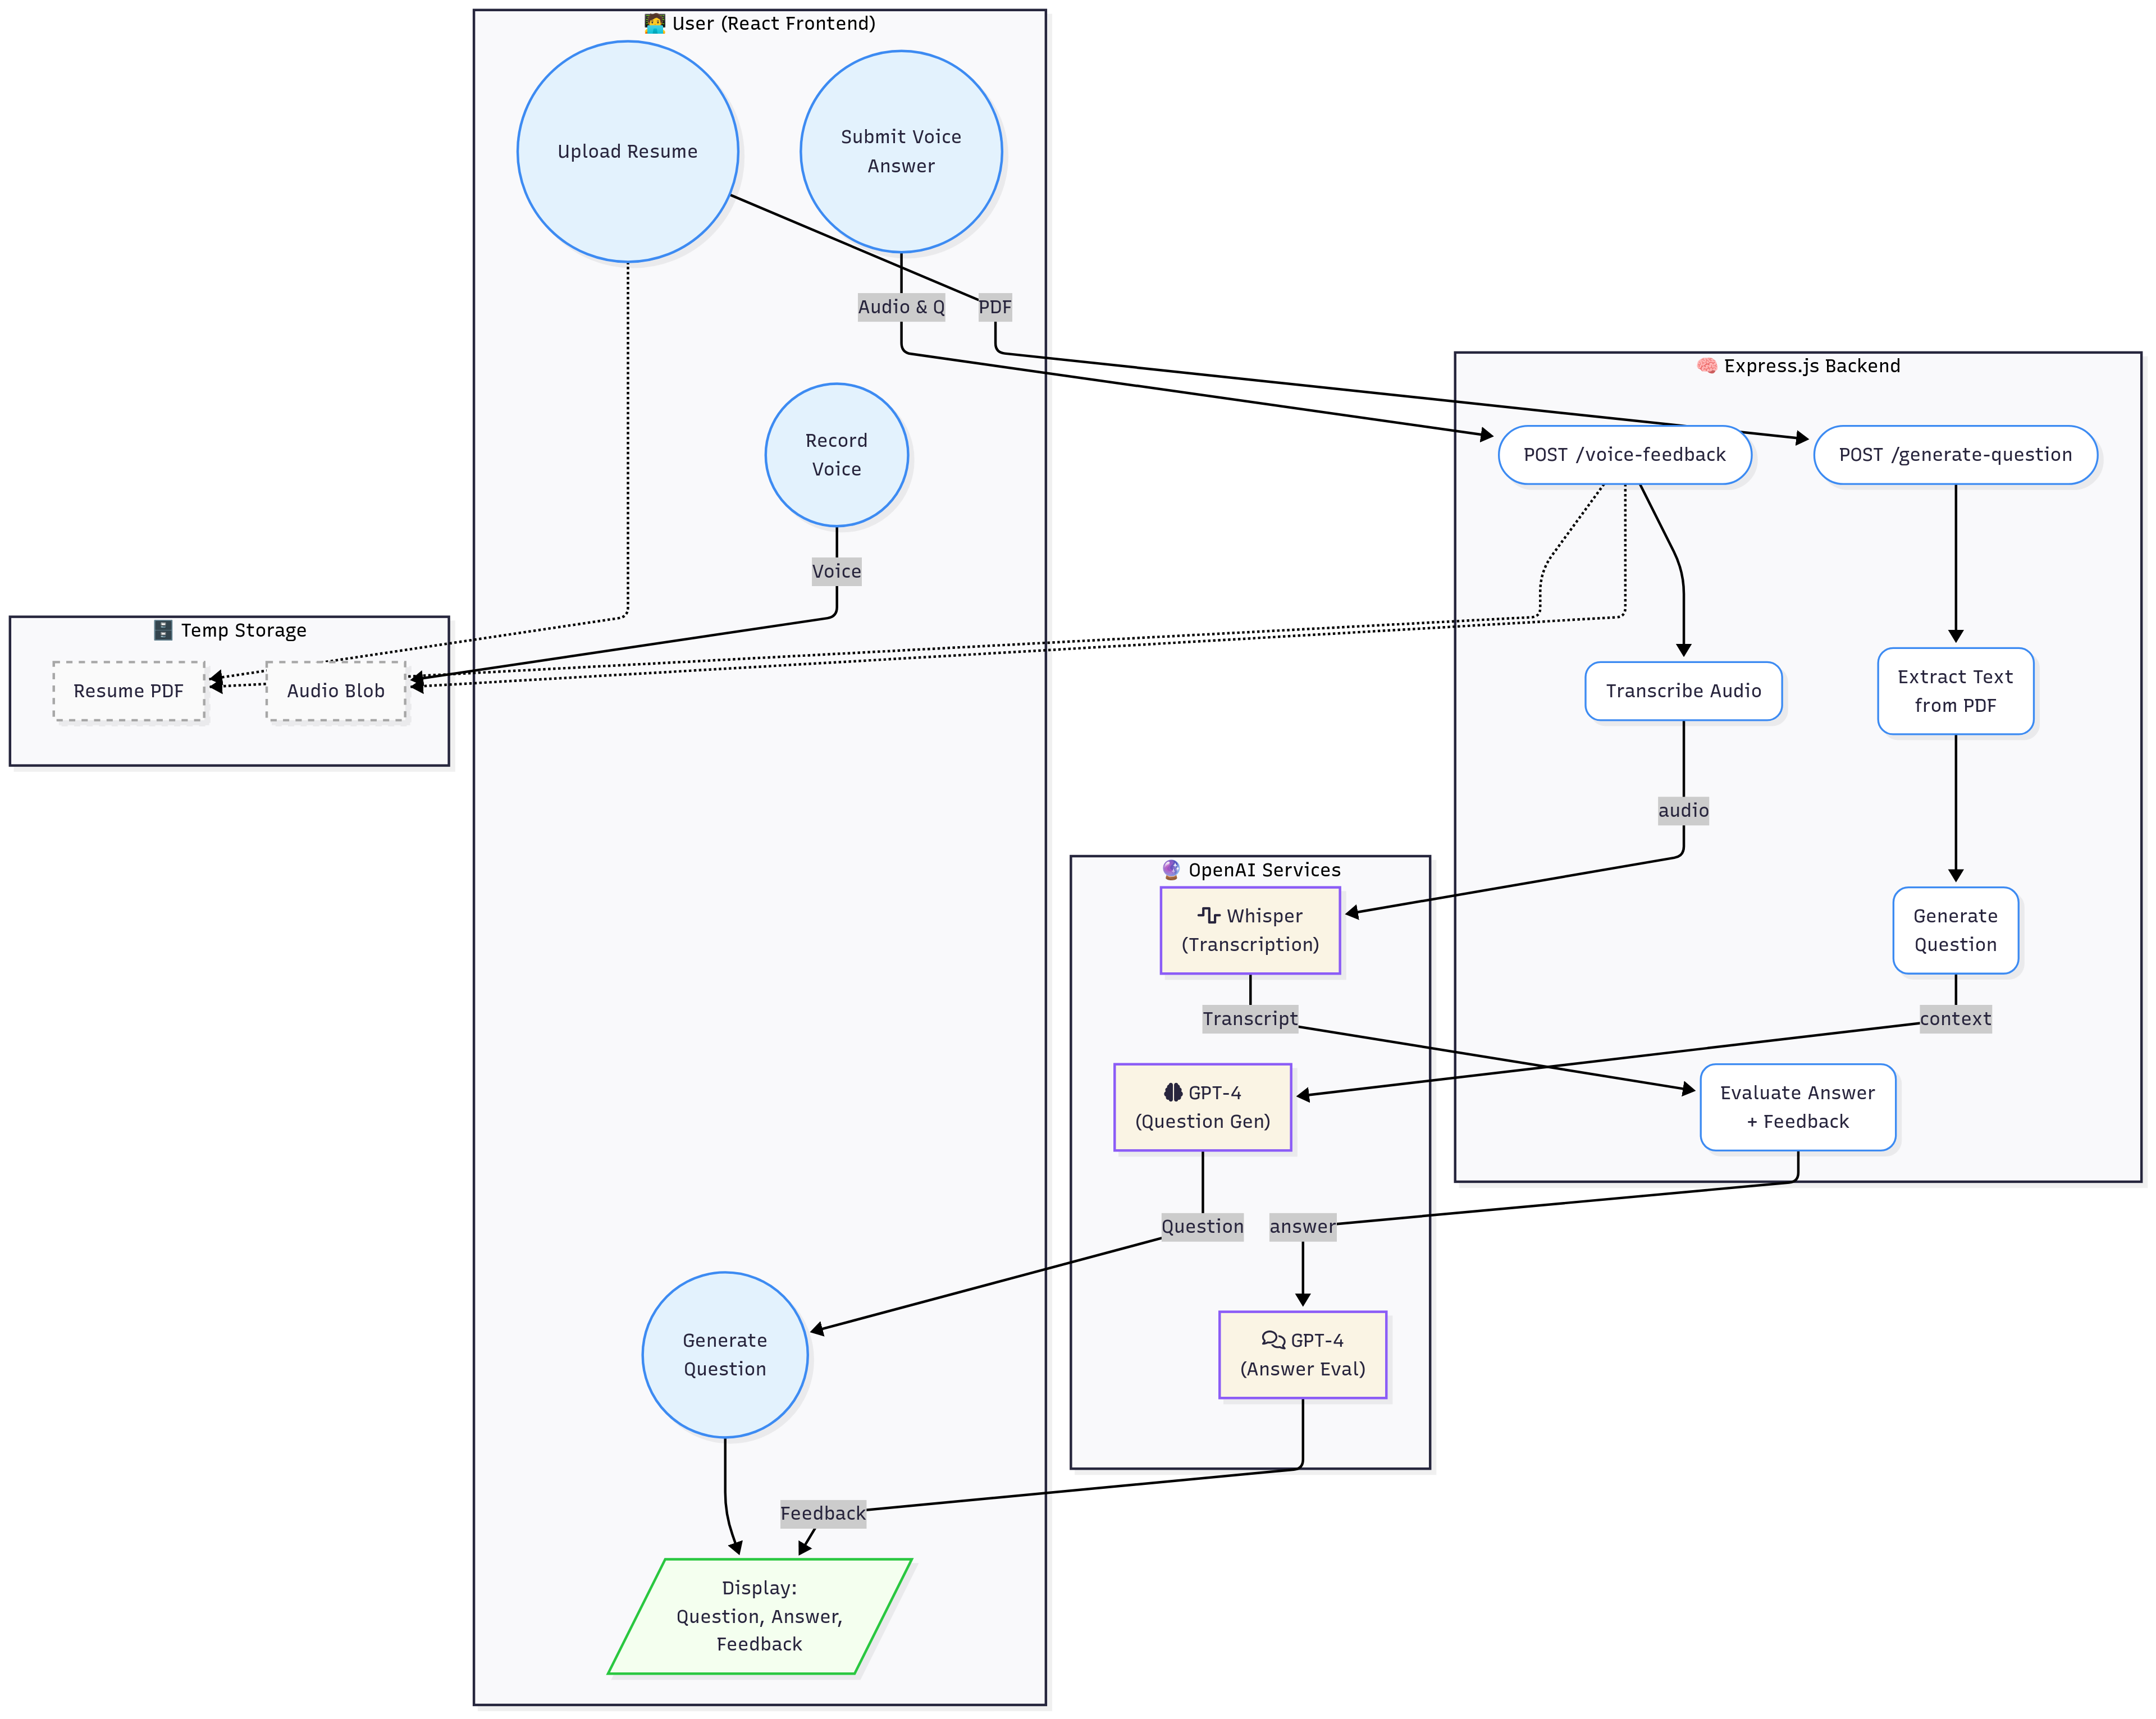 User (React Frontend)
Upload Resume
Submit Voice
Answer
Audio & Q
PDF
Express.js Backend
Record
Voice
POST /voice-feedback
POST /generate-question
Voice
Temp Storage
Resume PDF
Audio Blob
Transcribe Audio
Extract Text
from PDF
audio
OpenAI Services
Whisper
(Transcription)
Generate
Question
Transcript
context
GPT-4
(Question Gen)
Evaluate Answer
+ Feedback
Question
answer
Generate
Question
GPT-4
(Answer Eval)
Feedback
Display:
Question, Answer,
Feedback